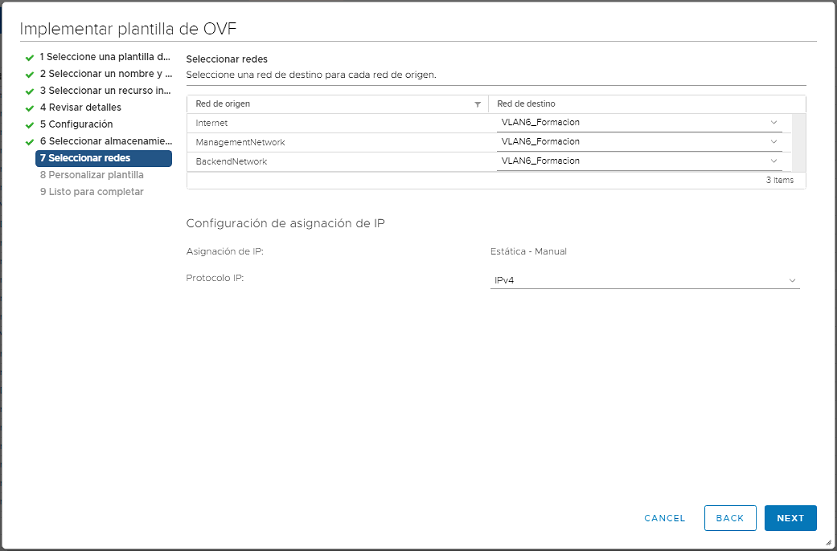 Implementar plantilla de OVF
1 Seleccione una plantilla d...
2 Seleccionar un nombre y ...
3 Seleccionar un recurso in...
4 Revisar detalles
5 Configuración
6 Seleccionar almacenamie...
7 Seleccionar redes
8 Personalizar plantilla
9 Listo para completar
Seleccionar redes
Seleccione una red de destino para cada red de origen.
Red de origen Red de destino
Internet VLAN6_Formacion
ManagementNetwork VLAN6_Formacion
BackendNetwork VLAN6_Formacion
3 items
Configuración de asignación de IP
Asignación de IP: Estática - Manual
Protocolo IP: IPv4
CANCEL BACK NEXT